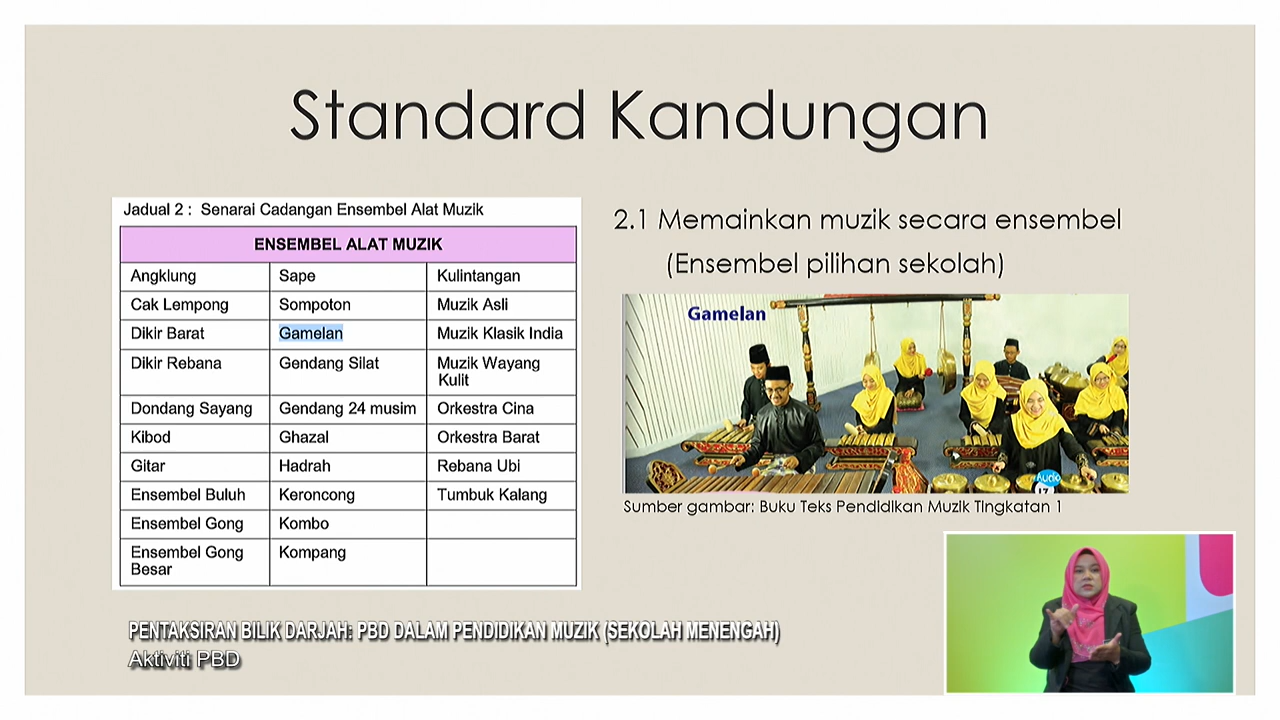 Standard Kandungan
Jadual 2 : Senarai Cadangan Ensembel Alat Muzik
ENSEMBEL ALAT MUZIK
Angklung Sape Kulintangan
Cak Lempong Sompoton Muzik Asli
Dikir Barat Gamelan Muzik Klasik India
Dikir Rebana Gendang Silat Muzik Wayang
Kulit
Dondang Sayang Gendang 24 musim Orkestra Cina
Kibod Ghazal Orkestra Barat
Gitar Hadrah Rebana Ubi
Ensembel Buluh Keroncong Tumbuk Kalang
Ensembel Gong Kombo
Ensembel Gong Kompang
Besar
2.1 Memainkan muzik secara ensembel
(Ensembel pilihan sekolah)
Gamelan
Audio
17
Sumber gambar: Buku Teks Pendidikan Muzik Tingkatan 1
PENTAKSIRAN BILIK DARJAH: PBD DALAM PENDIDIKAN MUZIK (SEKOLAH MENENGAH)
Aktiviti PBD